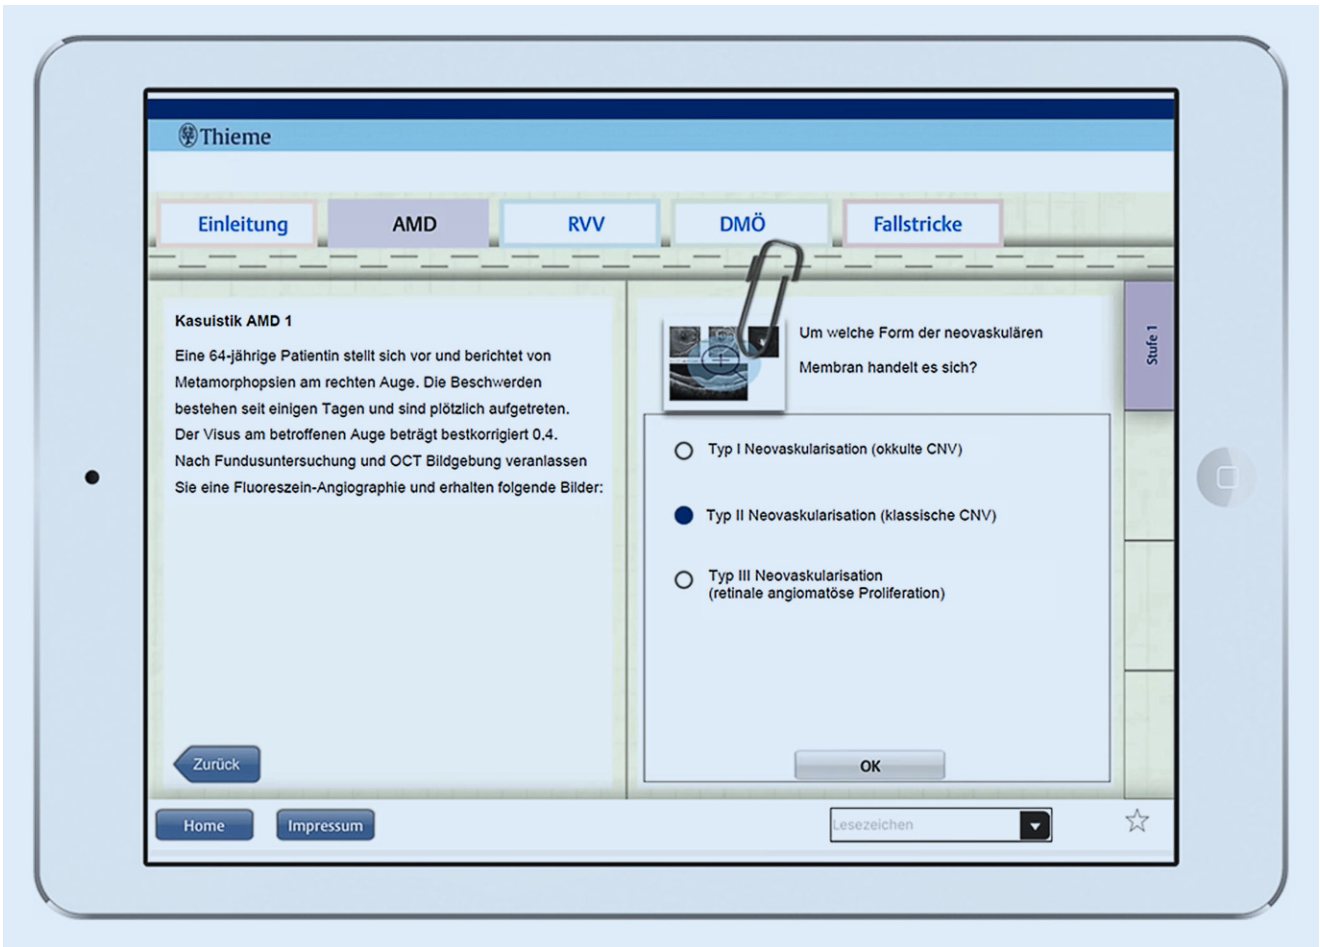 Thieme
Einleitung
AMD
RVV
DMÖ
Fallstricke
Kasuistik AMD 1
Eine 64-jährige Patientin stellt sich vor und berichtet von
Metamorphopsien am rechten Auge. Die Beschwerden
bestehen seit einigen Tagen und sind plötzlich aufgetreten.
Der Visus am betroffenen Auge beträgt bestkorrigiert 0,4.
Nach Fundusuntersuchung und OCT Bildgebung veranlassen
Sie eine Fluoreszein-Angiographie und erhalten folgende Bilder:
Zurück
Um welche Form der neovaskulären
Membran handelt es sich?
Typ I Neovaskularisation (okkulte CNV)
Typ II Neovaskularisation (klassische CNV)
Typ III Neovaskularisation
(retinale angiomatöse Proliferation)
OK
Stufe 1
Home
Impressum
Lesezeichen